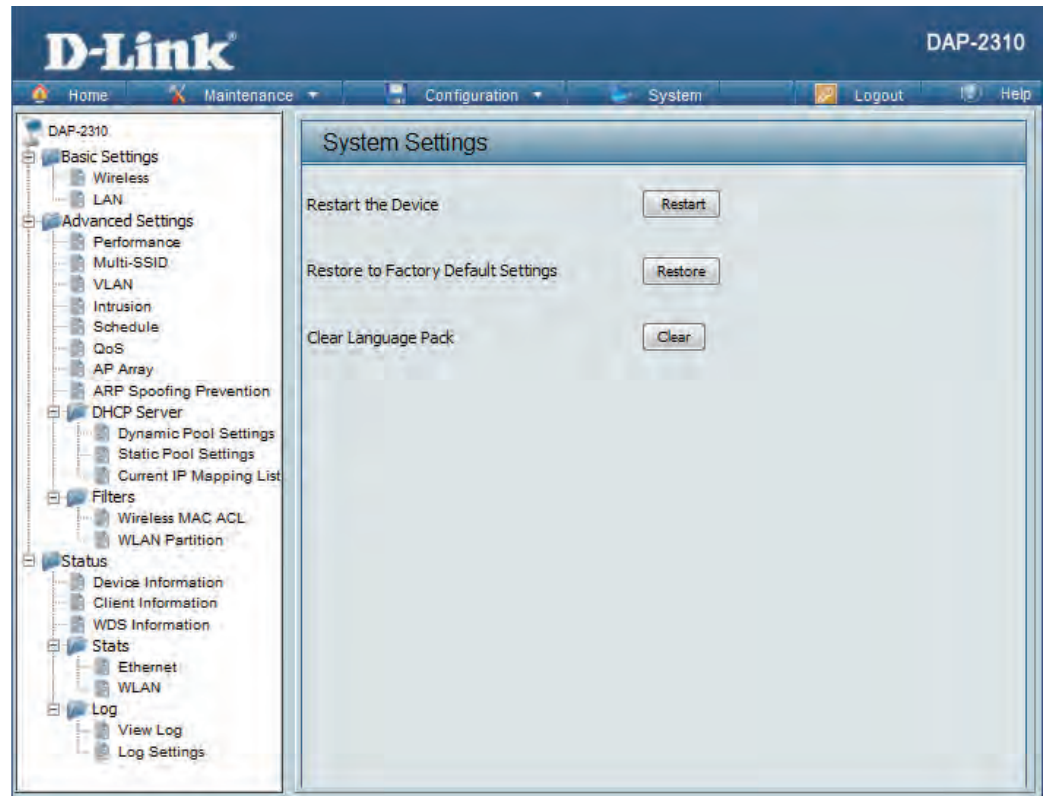 D-Link
DAP-2310
Home Maintenance Configuration System Logout Help
DAP-2310
Basic Settings
Wireless
LAN
Advanced Settings
Performance
Multi-SSID
VLAN
Intrusion
Schedule
QoS
AP Array
ARP Spoofing Prevention
DHCP Server
Dynamic Pool Settings
Static Pool Settings
Current IP Mapping List
Filters
Wireless MAC ACL
WLAN Partition
Status
Device Information
Client Information
WDS Information
Stats
Ethernet
WLAN
Log
View Log
Log Settings
System Settings
Restart the Device Restart
Restore to Factory Default Settings Restore
Clear Language Pack Clear